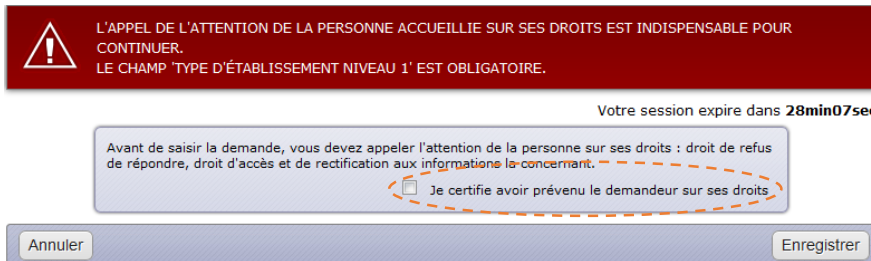 L'APPEL DE L'ATTENTION DE LA PERSONNE ACCUEILLIE SUR SES DROITS EST INDISPENSABLE POUR
CONTINUER.
LE CHAMP 'TYPE D'ÉTABLISSEMENT NIVEAU 1' EST OBLIGATOIRE.
Votre session expire dans 28min07sec
Avant de saisir la demande, vous devez appeler l'attention de la personne sur ses droits : droit de refus
de répondre, droit d'accès et de rectification aux informations la concernant.
Je certifie avoir prévenu le demandeur sur ses droits
Annuler
Enregistrer